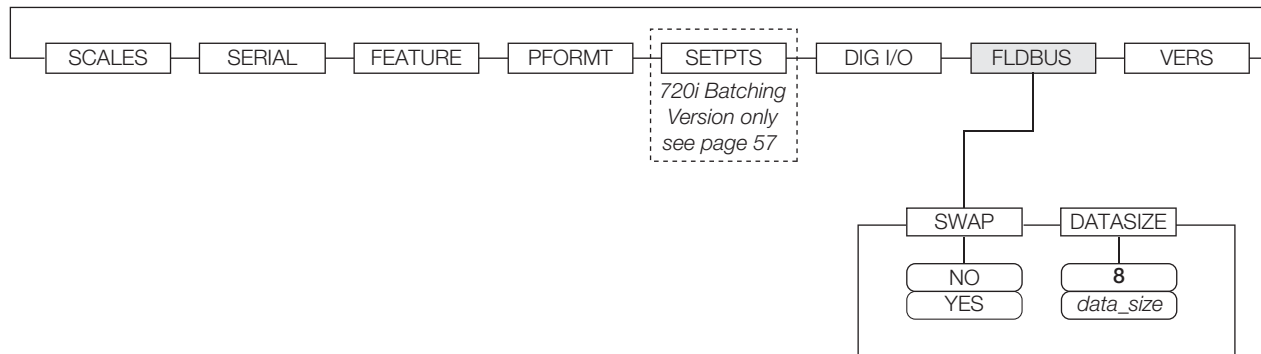 SCALES SERIAL FEATURE PFORMT SETPTS DIG I/O FLDBUS VERS
720i Batching
Version only
see page 57
SWAP DATASIZE
NO 8
YES data_size